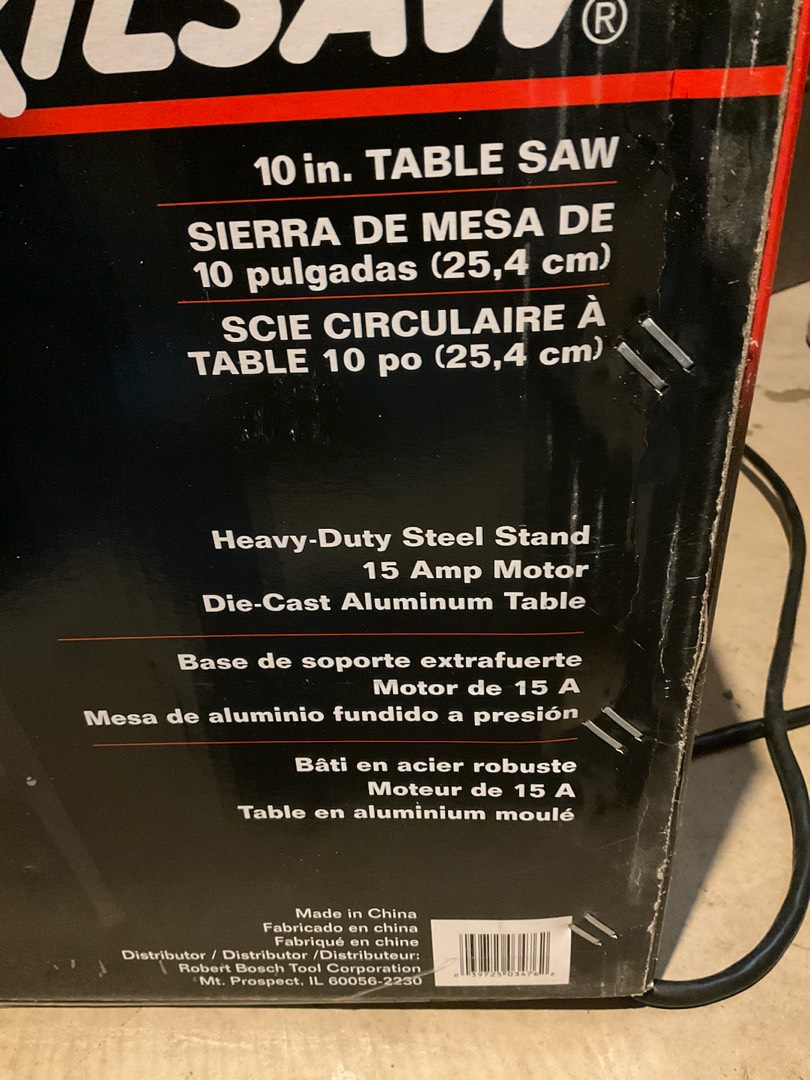 KILSAW®
10 in. TABLE SAW
SIERRA DE MESA DE
10 pulgadas (25,4 cm)
SCIE CIRCULAIRE À
TABLE 10 po (25,4 cm)
Heavy-Duty Steel Stand
15 Amp Motor
Die-Cast Aluminum Table
Base de soporte extrafuerte
Motor de 15 A
Mesa de aluminio fundido a presión
Bâti en acier robuste
Moteur de 15 A
Table en aluminium moulé
Made in China
Fabricado en china
Fabriqué en chine
Distributor / Distributor /Distributeur:
Robert Bosch Tool Corporation
Mt. Prospect, IL 60056-2230